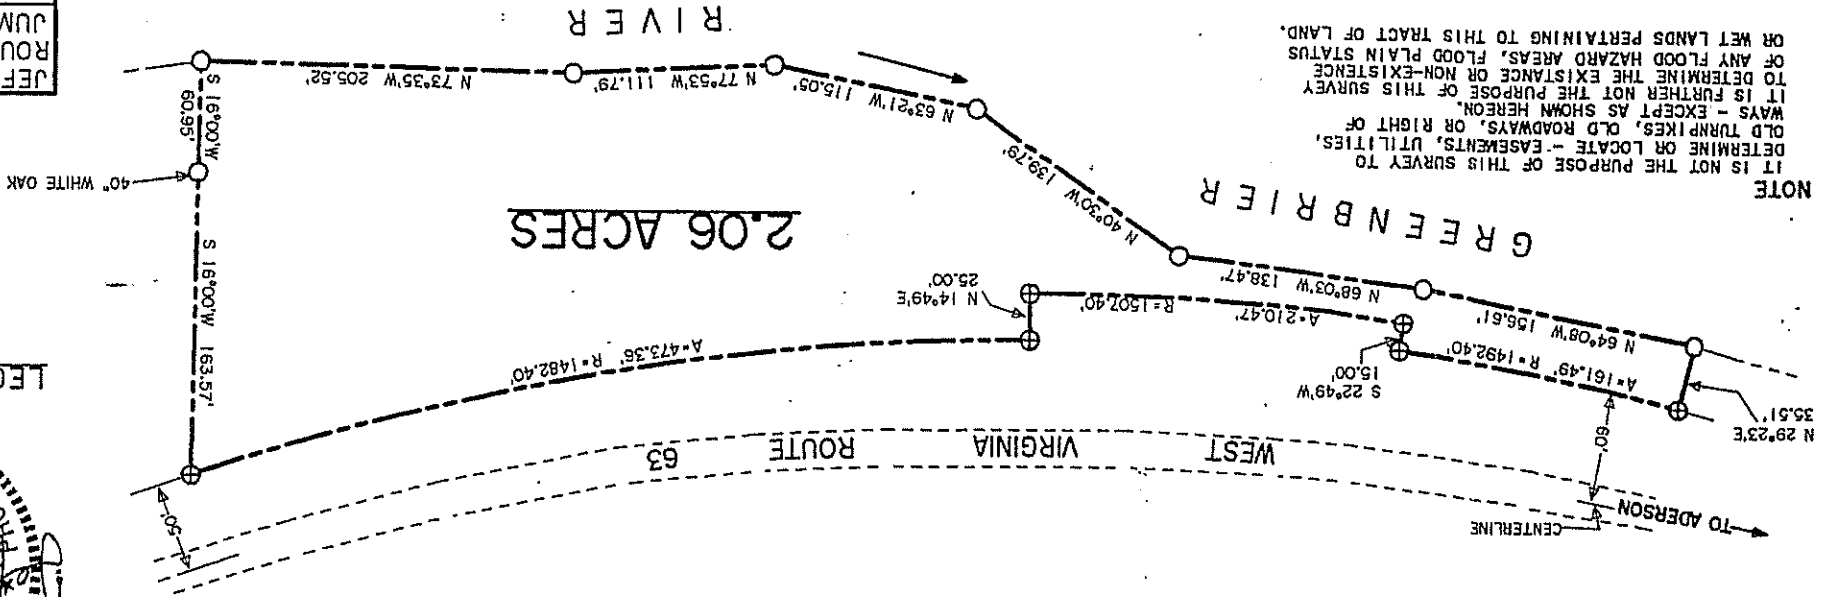 TO ADERSON
CENTERLINE
60'
50'
WEST VIRGINIA ROUTE 63
N 29°23'E
35.51'
A=161.49' R=1492.40'
S 22°49'W
15.00'
A=210.47' R=1507.40'
N 14°49'E
25.00'
A=473.36' R=1482.40'
S 16°00'W 163.57'
40" WHITE OAK
S 16°00'W
60.95'
2.06 ACRES
N 64°08'W 156.61'
N 68°03'W 138.47'
N 40°30'W 139.79'
N 63°21'W 115.05'
N 77°53'W 111.79'
N 73°35'W 205.52'
GREENBRIER
RIVER
NOTE
IT IS NOT THE PURPOSE OF THIS SURVEY TO
DETERMINE OR LOCATE - EASEMENTS, UTILITIES,
OLD TURNPIKES, OLD ROADWAYS, OR RIGHT OF
WAYS - EXCEPT AS SHOWN HEREON.
IT IS FURTHER NOT THE PURPOSE OF THIS SURVEY
TO DETERMINE THE EXISTANCE OR NON-EXISTENCE
OF ANY FLOOD HAZARD AREAS, FLOOD PLAIN STATUS
OR WET LANDS PERTAINING TO THIS TRACT OF LAND.
JEF
ROU
JUM